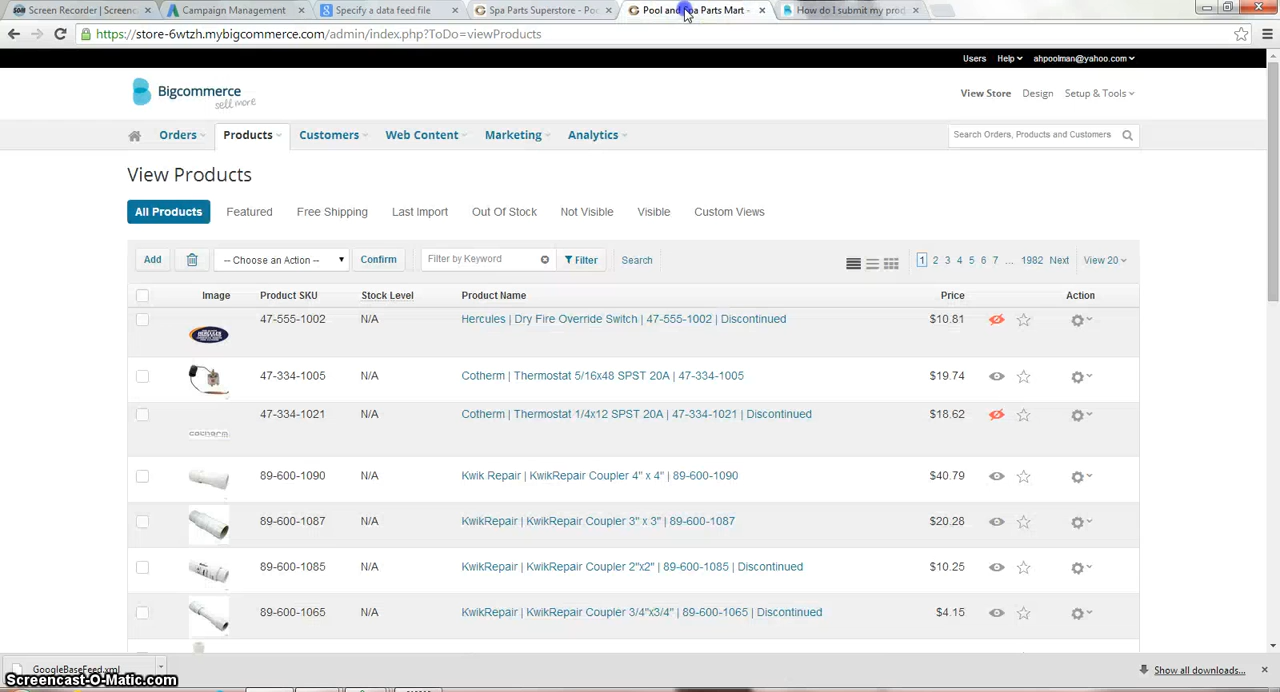 Screen Recorder | Screenc
Campaign Management
Specify a data feed file
Spa Parts Superstore - Poo
Pool and Spa Parts Mart -
How do I submit my prod
https://store-6wtzh.mybigcommerce.com/admin/index.php?ToDo=viewProducts
Users Help ahpoolman@yahoo.com
Bigcommerce
sell more
View Store Design Setup & Tools
Orders Products Customers Web Content Marketing Analytics
Search Orders, Products and Customers
View Products
All Products Featured Free Shipping Last Import Out Of Stock Not Visible Visible Custom Views
Add -- Choose an Action -- Confirm Filter by Keyword Filter Search 1 2 3 4 5 6 7 ... 1982 Next View 20
Image Product SKU Stock Level Product Name Price Action
HERCULES 47-555-1002 N/A Hercules | Dry Fire Override Switch | 47-555-1002 | Discontinued $10.81
47-334-1005 N/A Cotherm | Thermostat 5/16x48 SPST 20A | 47-334-1005 $19.74
cotherm 47-334-1021 N/A Cotherm | Thermostat 1/4x12 SPST 20A | 47-334-1021 | Discontinued $18.62
89-600-1090 N/A Kwik Repair | KwikRepair Coupler 4" x 4" | 89-600-1090 $40.79
89-600-1087 N/A KwikRepair | KwikRepair Coupler 3" x 3" | 89-600-1087 $20.28
89-600-1085 N/A KwikRepair | KwikRepair Coupler 2"x2" | 89-600-1085 | Discontinued $10.25
89-600-1065 N/A KwikRepair | KwikRepair Coupler 3/4"x3/4" | 89-600-1065 | Discontinued $4.15
GoogleBaseFeed.xml
Show all downloads...
Screencast-O-Matic.com